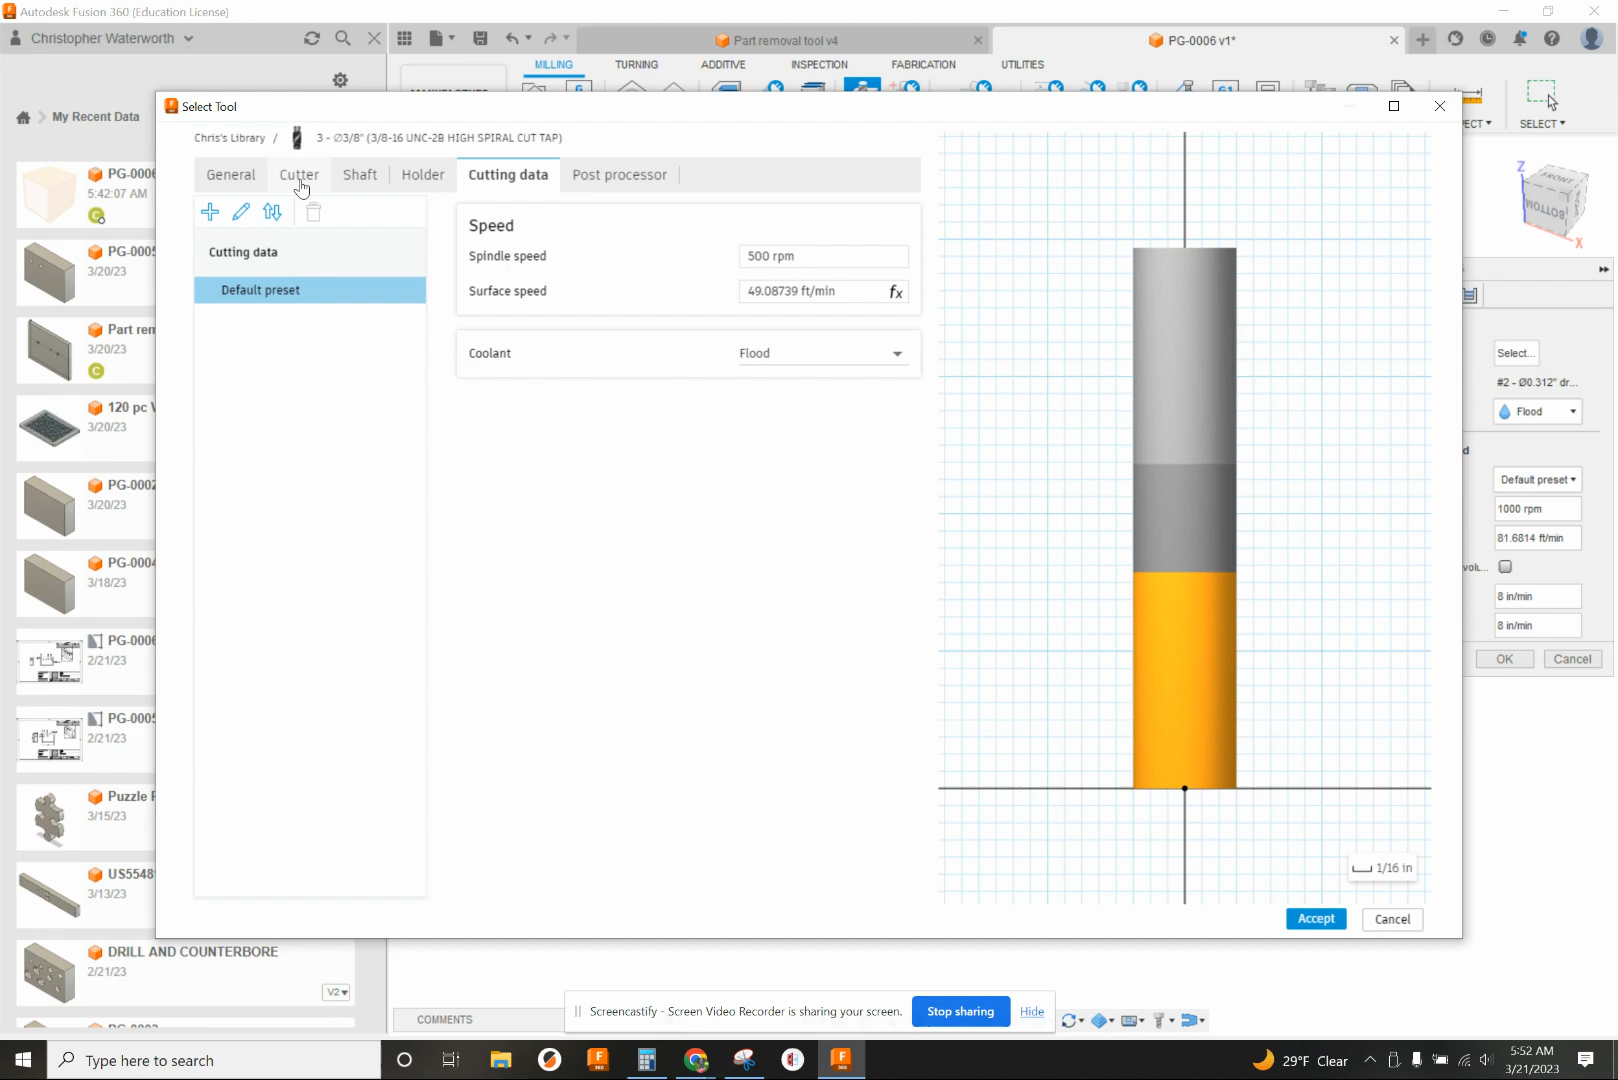 Autodesk Fusion 360 (Education License)
Christopher Waterworth
Part removal tool v4
PG-0006 v1*
MILLING
TURNING
ADDITIVE
INSPECTION
FABRICATION
UTILITIES
SELECT
My Recent Data
Select Tool
Chris's Library / 3 - Ø3/8" (3/8-16 UNC-2B HIGH SPIRAL CUT TAP)
General
Cutter
Shaft
Holder
Cutting data
Post processor
Cutting data
Default preset
Speed
Spindle speed
500 rpm
Surface speed
49.08739 ft/min
fx
Coolant
Flood
1/16 in
Accept
Cancel
PG-0006
5:42:07 AM
PG-0005
3/20/23
Part rem
3/20/23
120 pc
3/20/23
PG-0002
3/20/23
PG-0004
3/18/23
PG-0006
2/21/23
PG-0005
2/21/23
Puzzle
3/15/23
US5548
3/13/23
DRILL AND COUNTERBORE
2/21/23
V2
FRONT
BOTTOM
Z
X
Select...
#2 - Ø0.312" dr...
Flood
Default preset
1000 rpm
81.6814 ft/min
8 in/min
8 in/min
OK
Cancel
COMMENTS
Screencastify - Screen Video Recorder is sharing your screen.
Stop sharing
Hide
Type here to search
29°F Clear
5:52 AM
3/21/2023